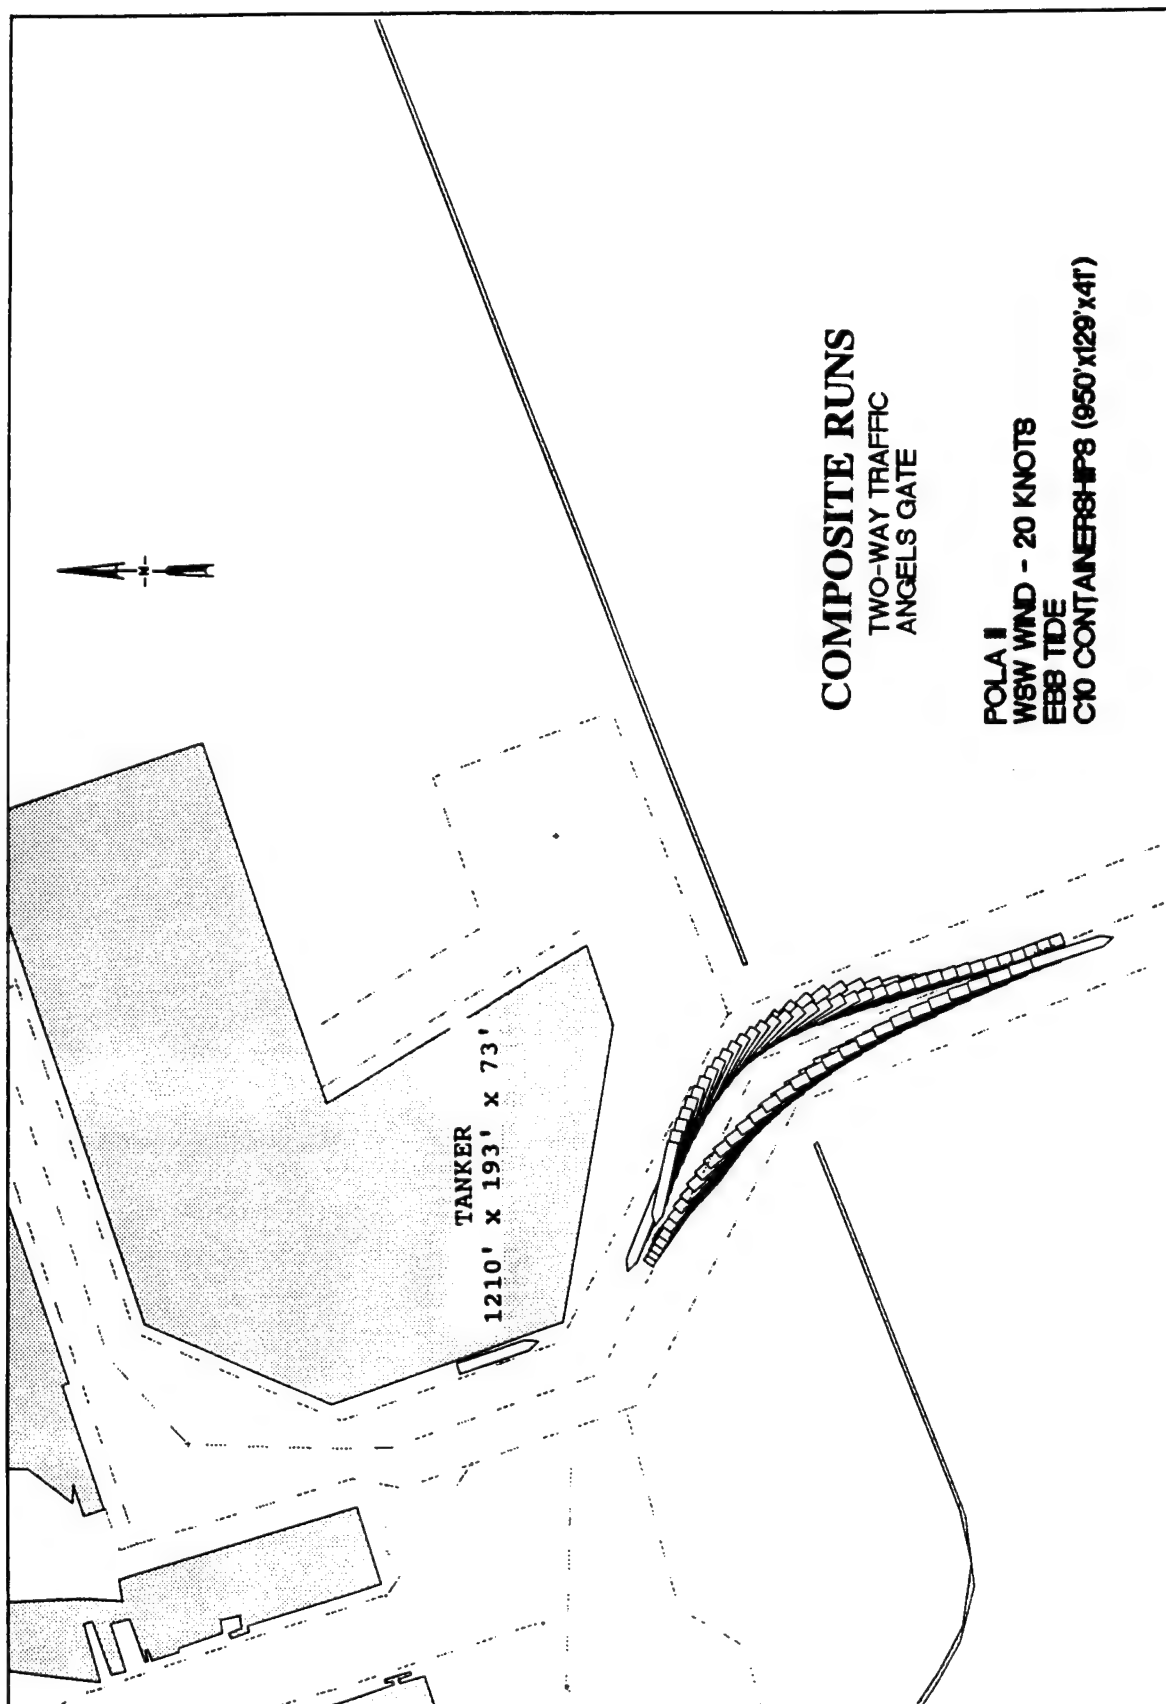 N
TANKER
1210' x 193' x 73'
COMPOSITE RUNS
TWO-WAY TRAFFIC
ANGELS GATE
POLA II
WSW WIND - 20 KNOTS
EBB TIDE
C10 CONTAINERSHIPS (950'x129'x41')